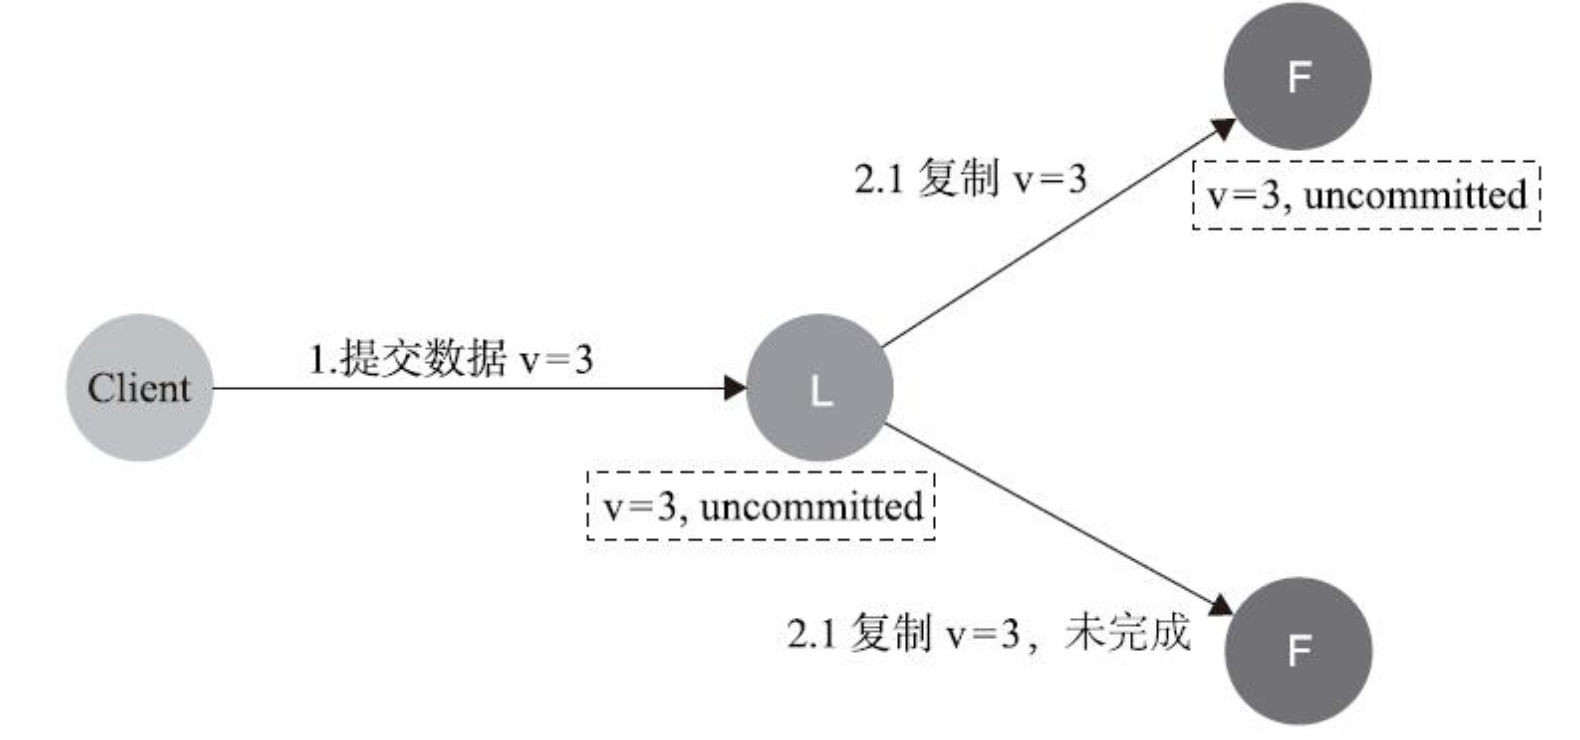 F
2.1 复制 v=3
v=3, uncommitted
1.提交数据 v=3
Client
L
v=3, uncommitted
2.1 复制 v=3，未完成
F